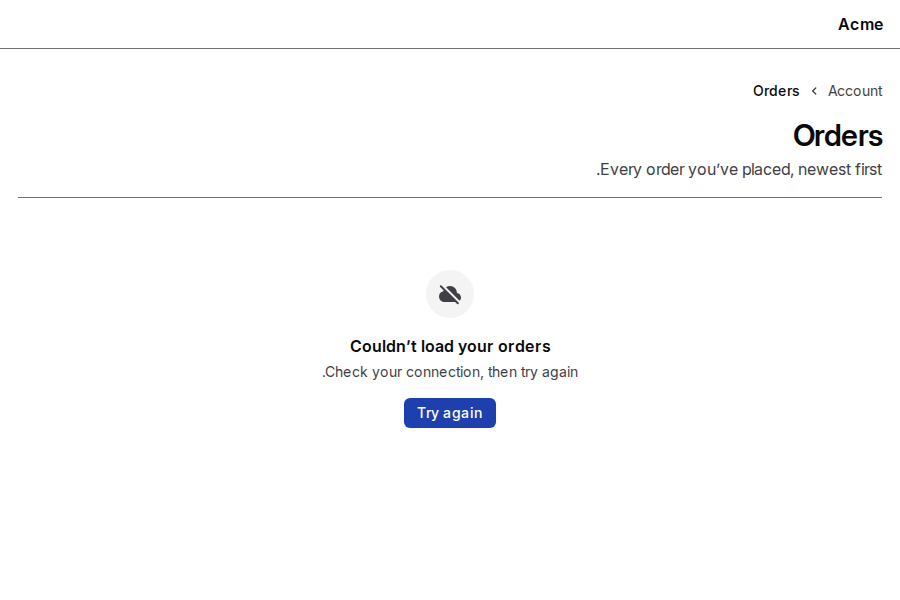 Acme
Account › Orders
Orders
Every order you’ve placed, newest first.
Couldn’t load your orders
Check your connection, then try again.
Try again